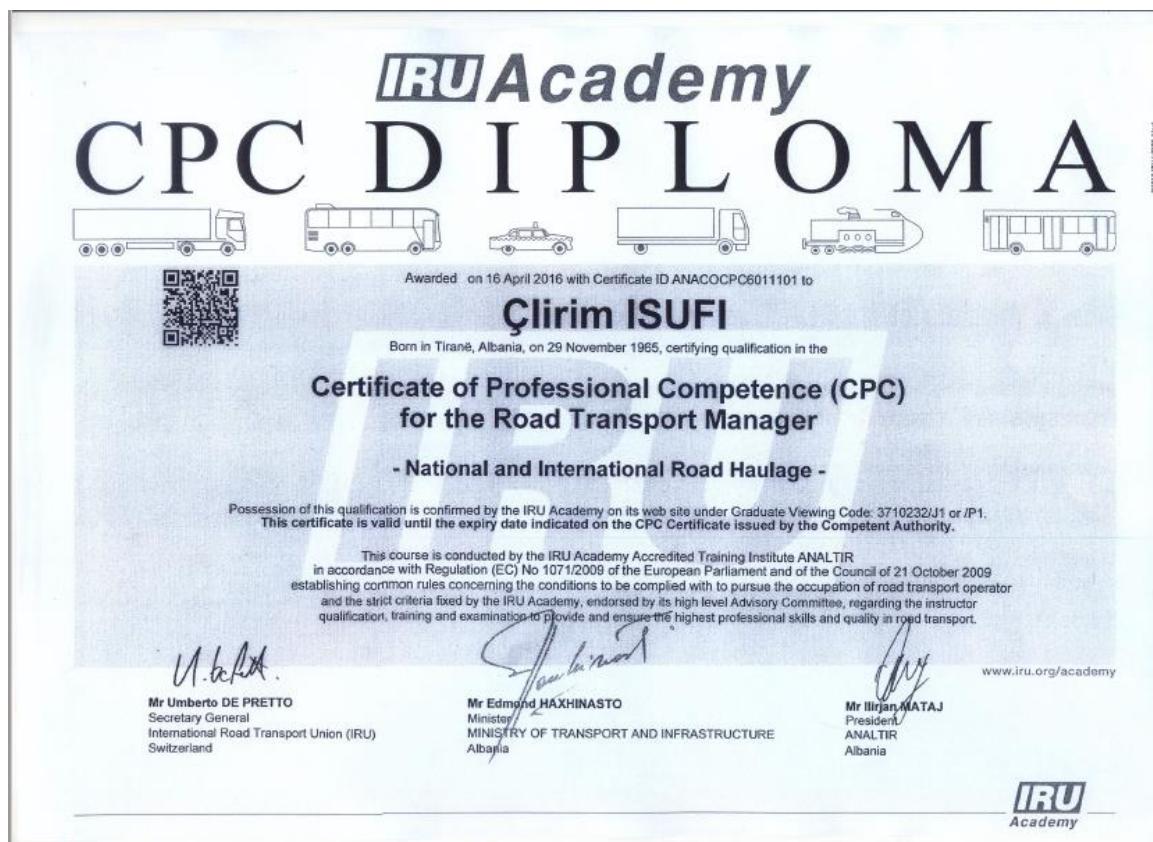 IRU Academy
CPC DIPLOMA
Awarded on 16 April 2016 with Certificate ID ANACOCPC6011101 to
Çlirim ISUFI
Born in Tiranë, Albania, on 29 November 1965, certifying qualification in the
Certificate of Professional Competence (CPC)
for the Road Transport Manager
- National and International Road Haulage -
Possession of this qualification is confirmed by the IRU Academy on its web site under Graduate Viewing Code: 3710232/J1 or /P1.
This certificate is valid until the expiry date indicated on the CPC Certificate issued by the Competent Authority.
This course is conducted by the IRU Academy Accredited Training Institute ANALTIR
in accordance with Regulation (EC) No 1071/2009 of the European Parliament and of the Council of 21 October 2009
establishing common rules concerning the conditions to be complied with to pursue the occupation of road transport operator
and the strict criteria fixed by the IRU Academy, endorsed by its high level Advisory Committee, regarding the instructor
qualification, training and examination to provide and ensure the highest professional skills and quality in road transport.
IRU
www.iru.org/academy
Mr Umberto DE PRETTO
Secretary General
International Road Transport Union (IRU)
Switzerland
Mr Edmond HAXHINASTO
Minister
MINISTRY OF TRANSPORT AND INFRASTRUCTURE
Albania
Mr Ilirjan MATAJ
President
ANALTIR
Albania
IRU
Academy